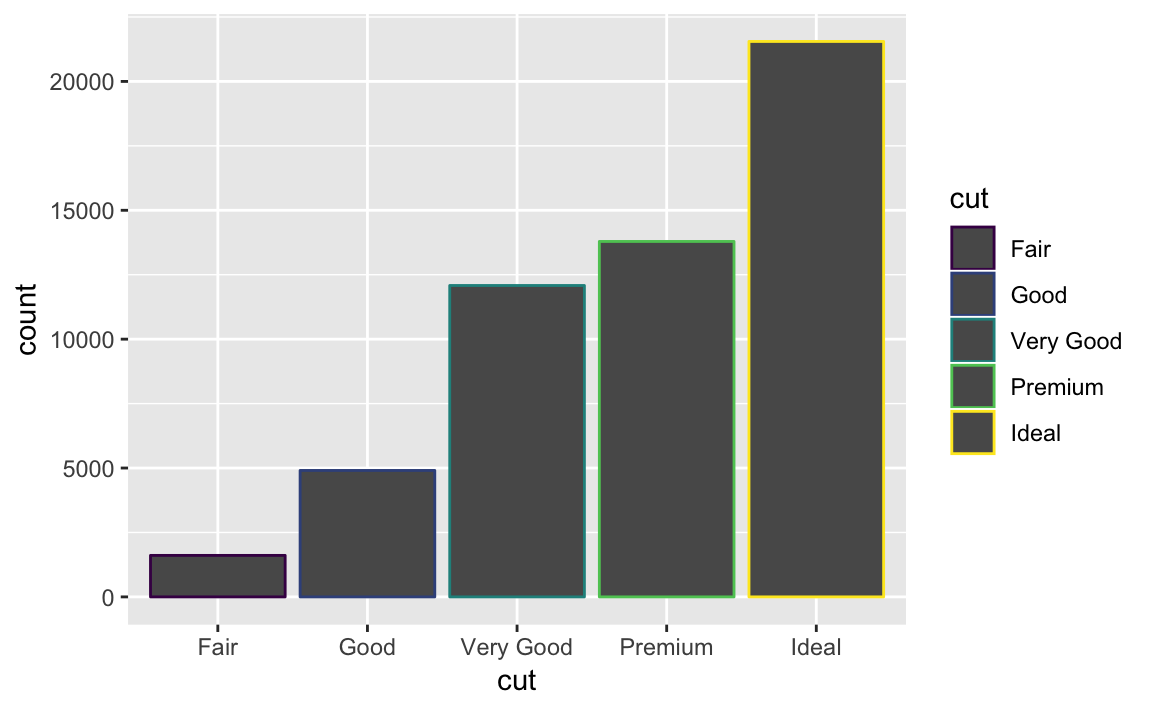 20000
15000
10000
5000
0
count
Fair Good Very Good Premium Ideal
cut
cut
Fair
Good
Very Good
Premium
Ideal